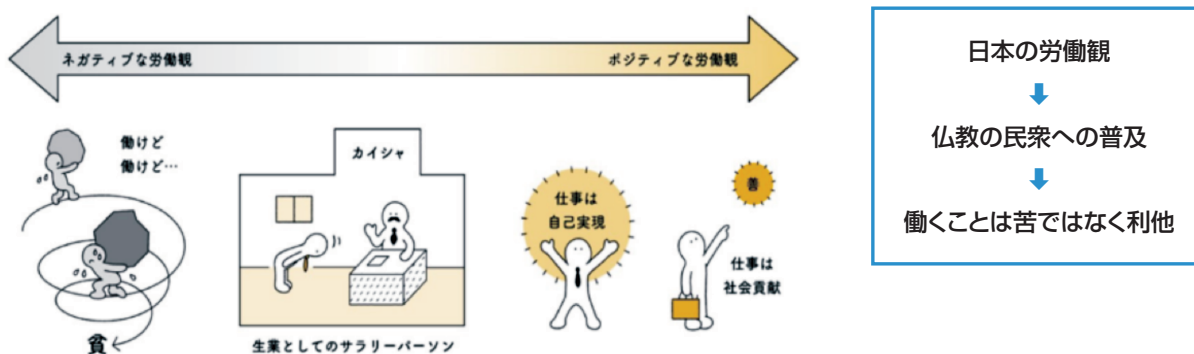 ネガティブな労働観
ポジティブな労働観
働けど
働けど…
貧
カイシャ
生業としてのサラリーパーソン
仕事は
自己実現
善
仕事は
社会貢献
日本の労働観
仏教の民衆への普及
働くことは苦ではなく利他